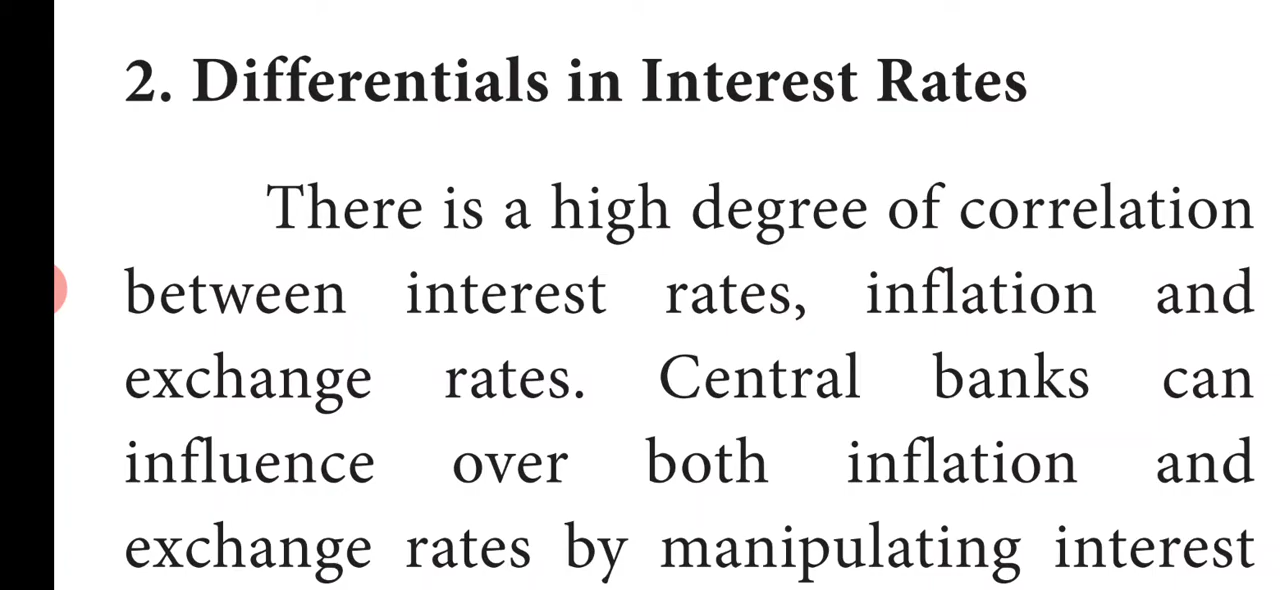 2. Differentials in Interest Rates
There is a high degree of correlation
between interest rates, inflation and
exchange rates. Central banks can
influence over both inflation and
exchange rates by manipulating interest